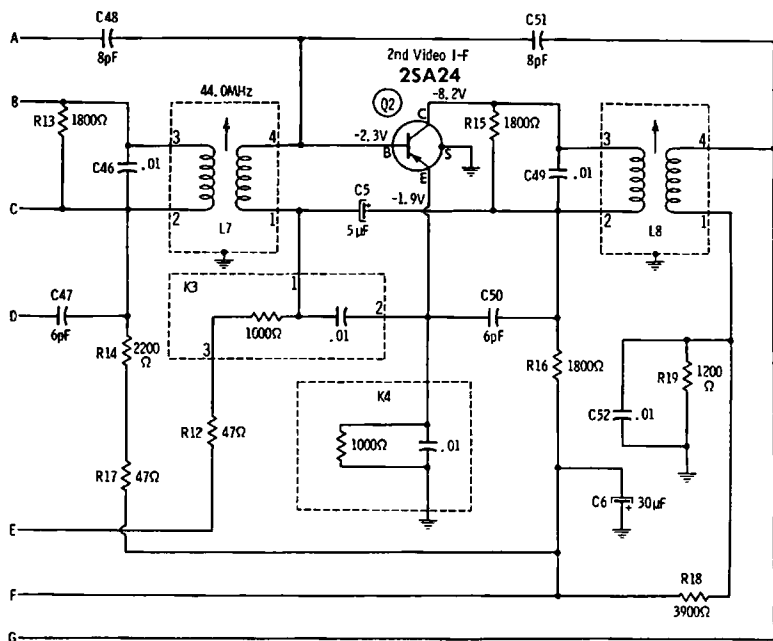 C48
C51
A
8pF
8pF
2nd Video I-F
2SA24
44.0MHz
Q2
C
-8.2V
B
R13
1800Ω
3
4
-2.3V
B
S
E
R15
1800Ω
3
4
C46
.01
C49
.01
C5
-1.9V
C
2
1
5µF
+
2
1
L7
L8
K3
1
2
C47
C50
D
6pF
1000Ω
.01
6pF
3
R14
2200
Ω
R16
1800Ω
R19
1200
Ω
K4
C52
.01
R12
47Ω
1000Ω
.01
R17
47Ω
C6
30µF
+
E
R18
F
3900Ω
G